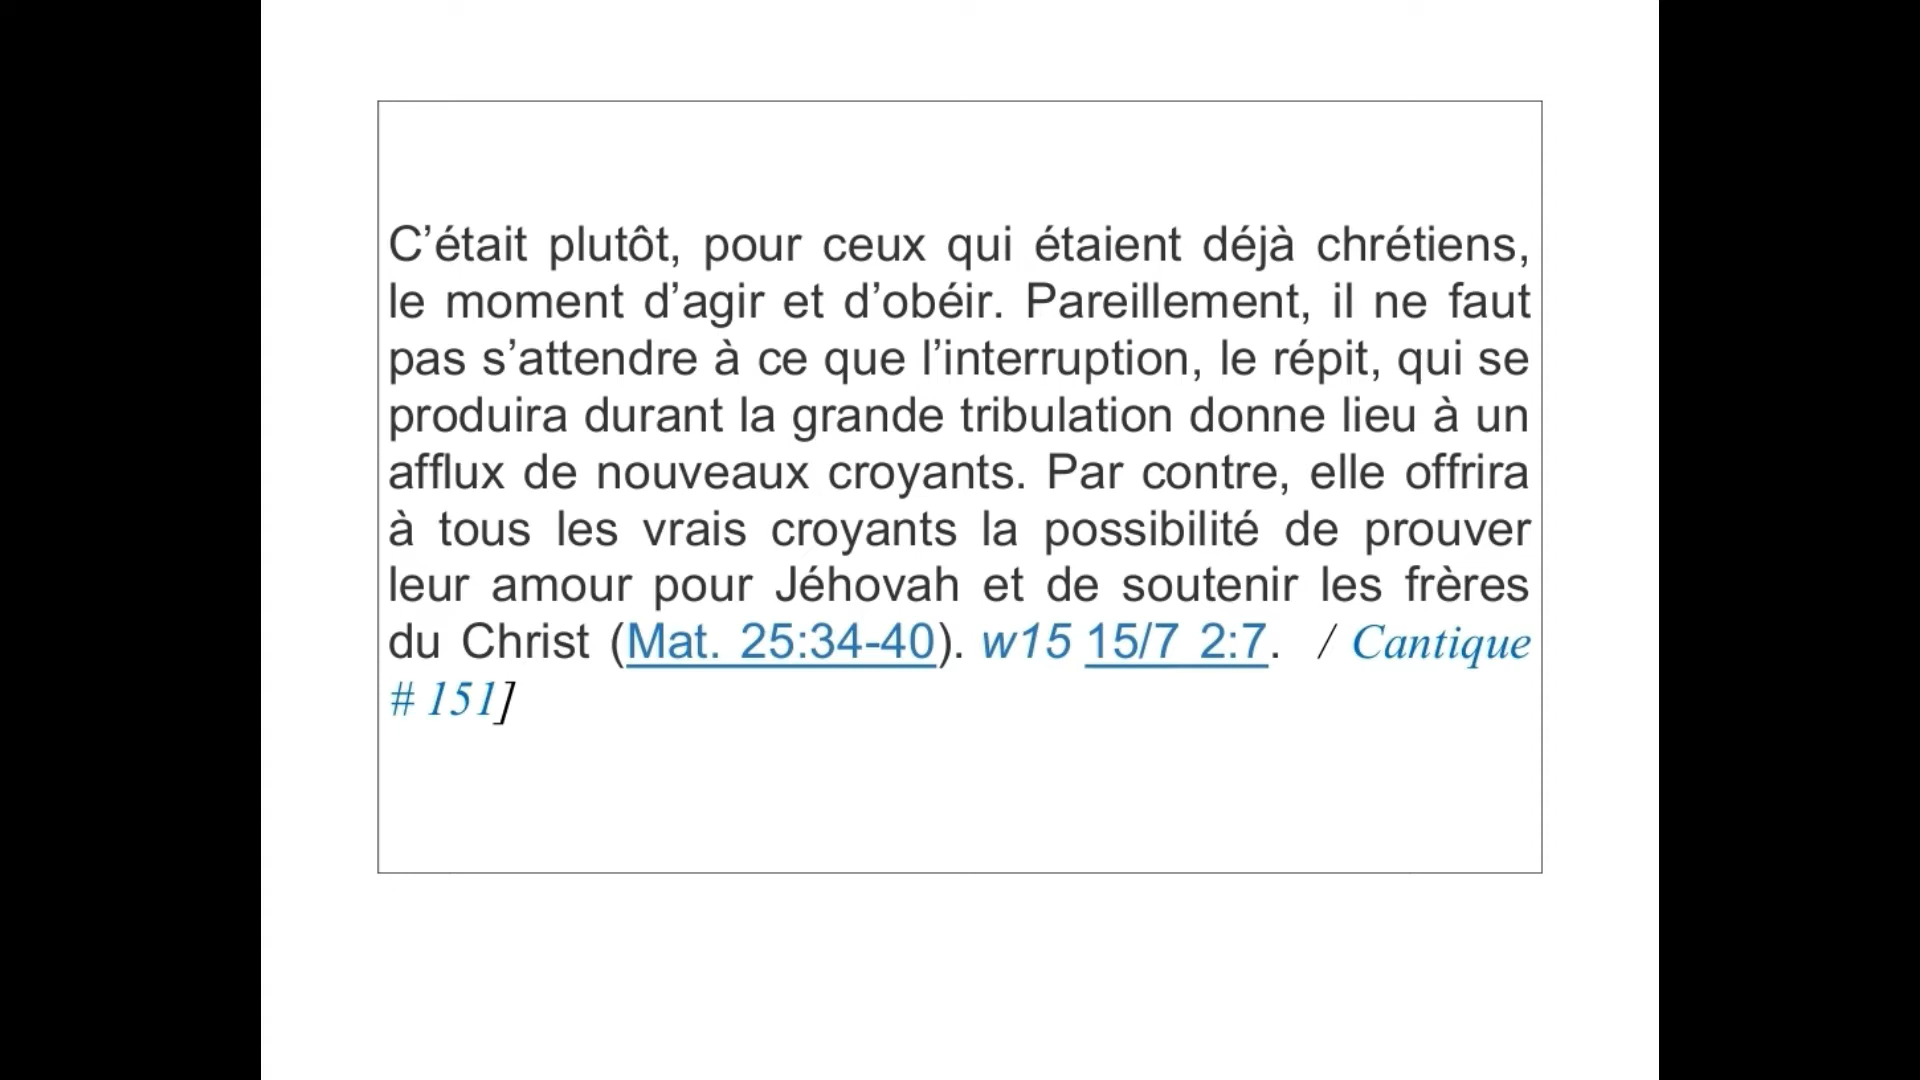 C’était plutôt, pour ceux qui étaient déjà chrétiens,
le moment d’agir et d’obéir. Pareillement, il ne faut
pas s’attendre à ce que l’interruption, le répit, qui se
produira durant la grande tribulation donne lieu à un
afflux de nouveaux croyants. Par contre, elle offrira
à tous les vrais croyants la possibilité de prouver
leur amour pour Jéhovah et de soutenir les frères
du Christ (Mat. 25:34-40). w15 15/7 2:7. / Cantique
# 151]